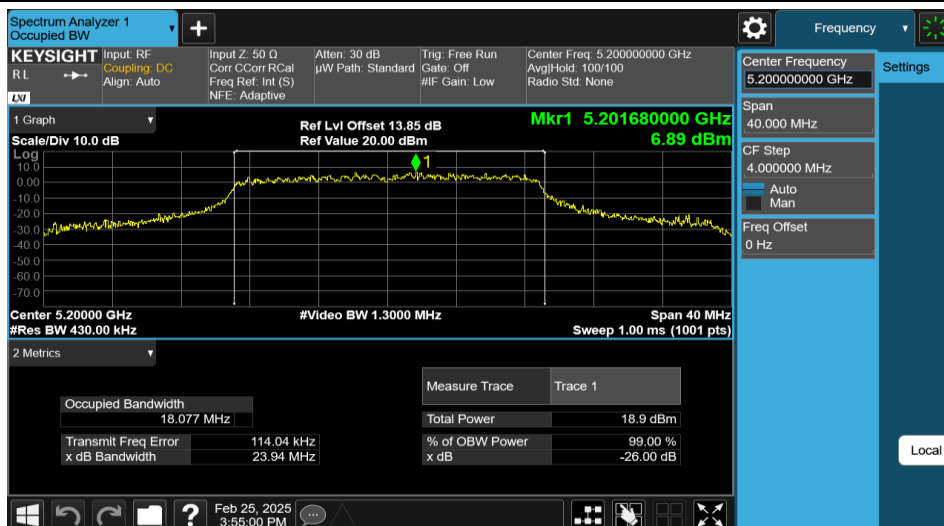 Spectrum Analyzer 1
Occupied BW
+
Frequency
KEYSIGHT
RL
LXI
Input: RF
Coupling: DC
Align: Auto
Input Z: 50 Ω
Corr CCorr RCal
Freq Ref: Int (S)
NFE: Adaptive
Atten: 30 dB
µW Path: Standard
Trig: Free Run
Gate: Off
#IF Gain: Low
Center Freq: 5.200000000 GHz
Avg|Hold: 100/100
Radio Std: None
Center Frequency
5.200000000 GHz
Settings
Span
40.000 MHz
CF Step
4.000000 MHz
Auto
Man
Freq Offset
0 Hz
Local
1 Graph
Scale/Div 10.0 dB
Ref Lvl Offset 13.85 dB
Ref Value 20.00 dBm
Mkr1 5.201680000 GHz
6.89 dBm
Log
1
10.0
0.00
-10.0
-20.0
-30.0
-40.0
-50.0
-60.0
-70.0
Center 5.20000 GHz
#Video BW 1.3000 MHz
Span 40 MHz
#Res BW 430.00 kHz
Sweep 1.00 ms (1001 pts)
2 Metrics
Measure Trace Trace 1
Occupied Bandwidth
18.077 MHz
Total Power 18.9 dBm
Transmit Freq Error 114.04 kHz
% of OBW Power 99.00 %
x dB Bandwidth 23.94 MHz
x dB -26.00 dB
?
Feb 25, 2025
3:55:00 PM